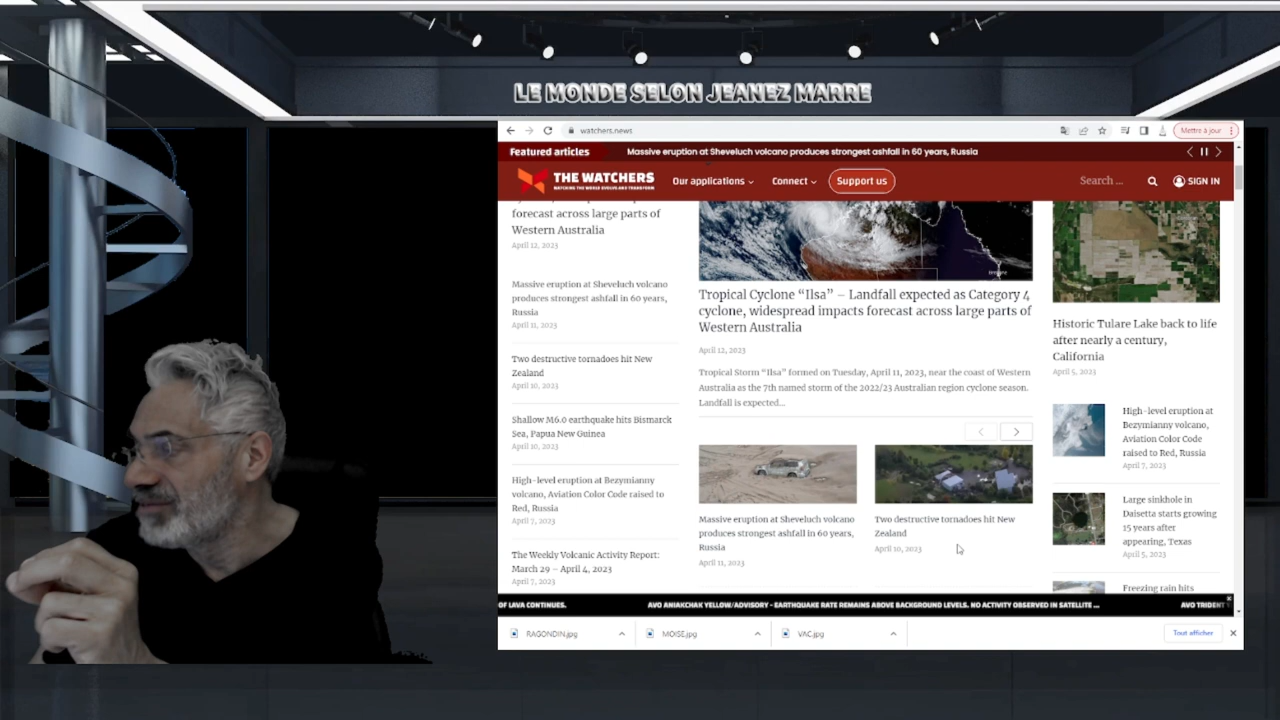 LE MONDE SELON JEANEZ MARRE
watchers.news
Mettre à jour
Featured articles
Massive eruption at Sheveluch volcano produces strongest ashfall in 60 years, Russia
THE WATCHERS
WATCHING THE WORLD EVOLVE AND TRANSFORM
Our applications
Connect
Support us
Search ...
SIGN IN
forecast across large parts of
Western Australia
April 12, 2023
Massive eruption at Sheveluch volcano
produces strongest ashfall in 60 years,
Russia
April 11, 2023
Two destructive tornadoes hit New
Zealand
April 10, 2023
Shallow M6.0 earthquake hits Bismarck
Sea, Papua New Guinea
April 10, 2023
High-level eruption at Bezymianny
volcano, Aviation Color Code raised to
Red, Russia
April 7, 2023
The Weekly Volcanic Activity Report:
March 29 – April 4, 2023
April 7, 2023
Tropical Cyclone “Ilsa” – Landfall expected as Category 4
cyclone, widespread impacts forecast across large parts of
Western Australia
April 12, 2023
Tropical Storm “Ilsa” formed on Tuesday, April 11, 2023, near the coast of Western
Australia as the 7th named storm of the 2022/23 Australian region cyclone season.
Landfall is expected...
Massive eruption at Sheveluch volcano
produces strongest ashfall in 60 years,
Russia
April 11, 2023
Two destructive tornadoes hit New
Zealand
April 10, 2023
Historic Tulare Lake back to life
after nearly a century,
California
April 5, 2023
High-level eruption at
Bezymianny volcano,
Aviation Color Code
raised to Red, Russia
April 7, 2023
Large sinkhole in
Daisetta starts growing
15 years after
appearing, Texas
April 5, 2023
Freezing rain hits
OF LAVA CONTINUES.
AVO ANIAKCHAK YELLOW/ADVISORY - EARTHQUAKE RATE REMAINS ABOVE BACKGROUND LEVELS. NO ACTIVITY OBSERVED IN SATELLITE ...
AVO TRIDENT
RAGONDIN.jpg
MOISE.jpg
VAC.jpg
Tout afficher